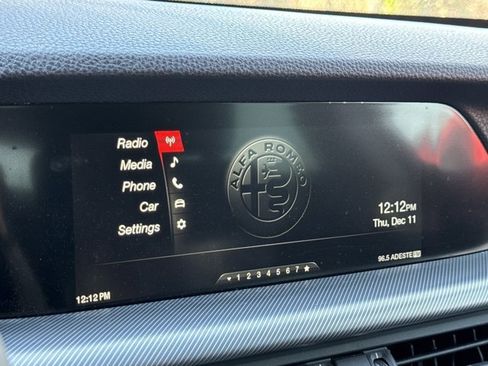 Radio
Media
Phone
Car
Settings
ALFA ROMEO
12:12PM
Thu, Dec 11
96.5 ADESTE FM
1 2 3 4 5 6 7
12:12 PM